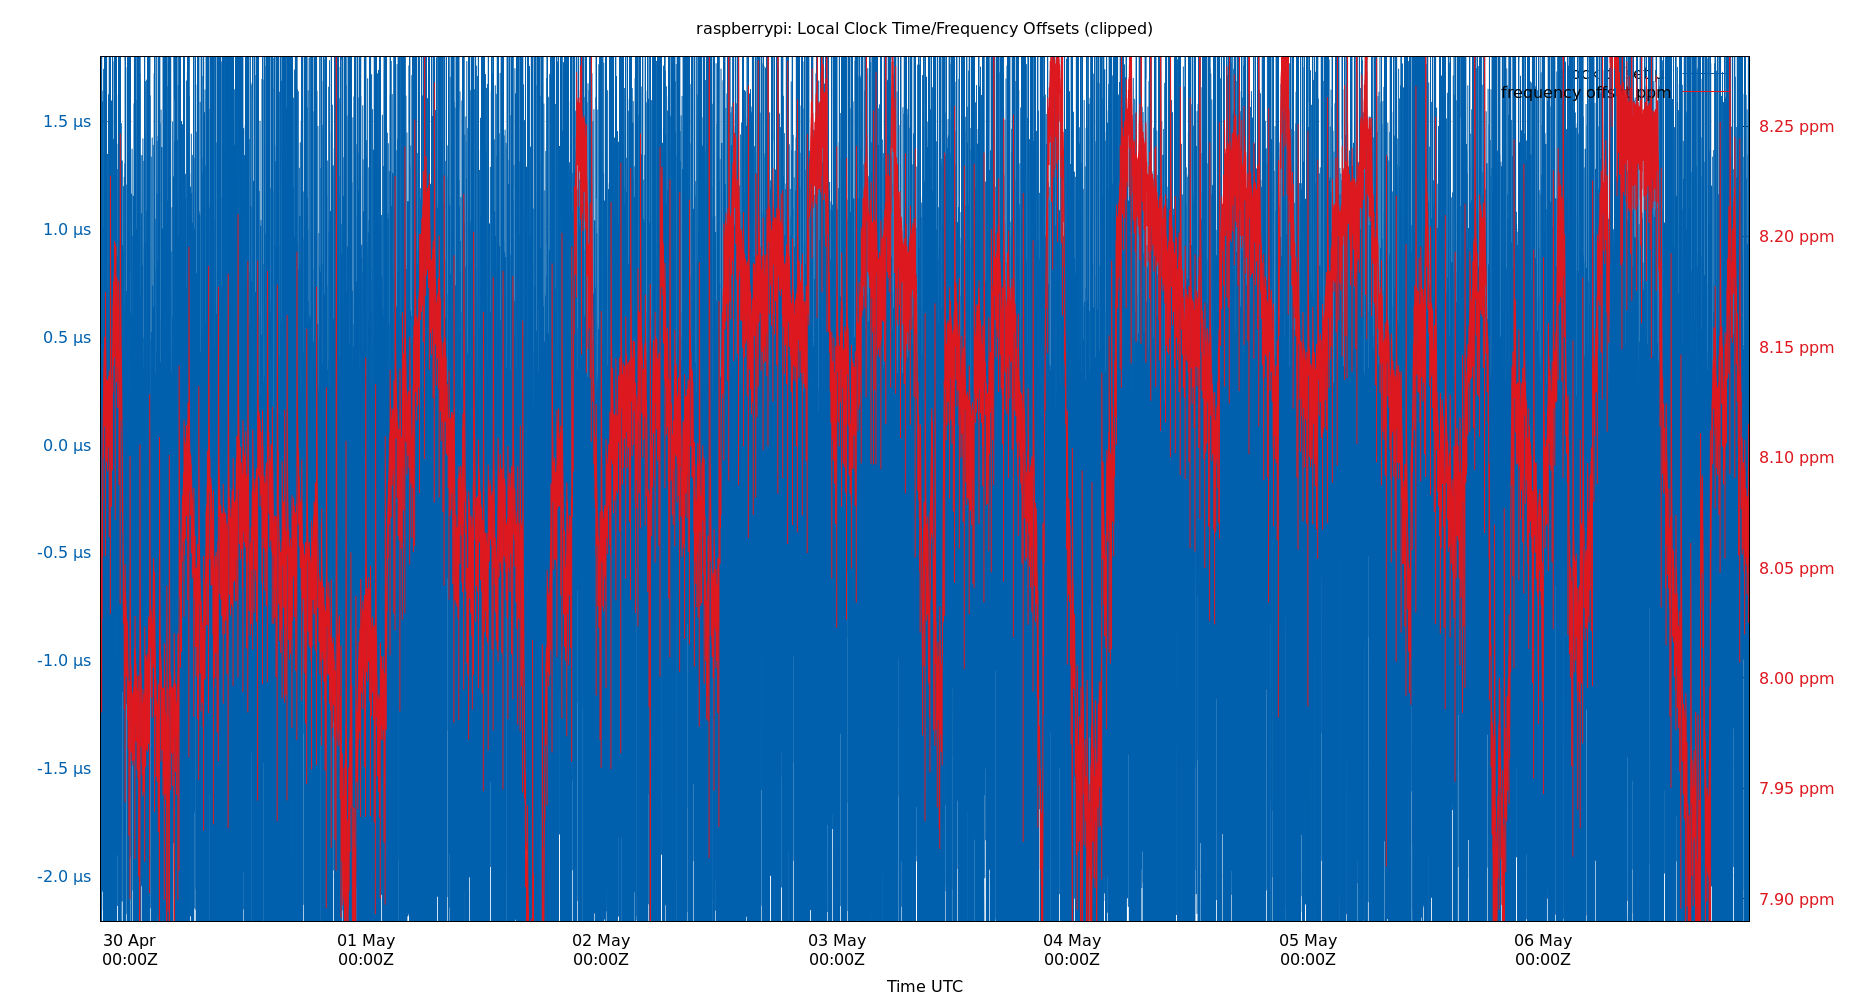 raspberrypi: Local Clock Time/Frequency Offsets (clipped)
frequency offset ppm
1.5 µs
1.0 µs
0.5 µs
0.0 µs
-0.5 µs
-1.0 µs
-1.5 µs
-2.0 µs
8.25 ppm
8.20 ppm
8.15 ppm
8.10 ppm
8.05 ppm
8.00 ppm
7.95 ppm
7.90 ppm
30 Apr
00:00Z
01 May
00:00Z
02 May
00:00Z
03 May
00:00Z
04 May
00:00Z
05 May
00:00Z
06 May
00:00Z
Time UTC